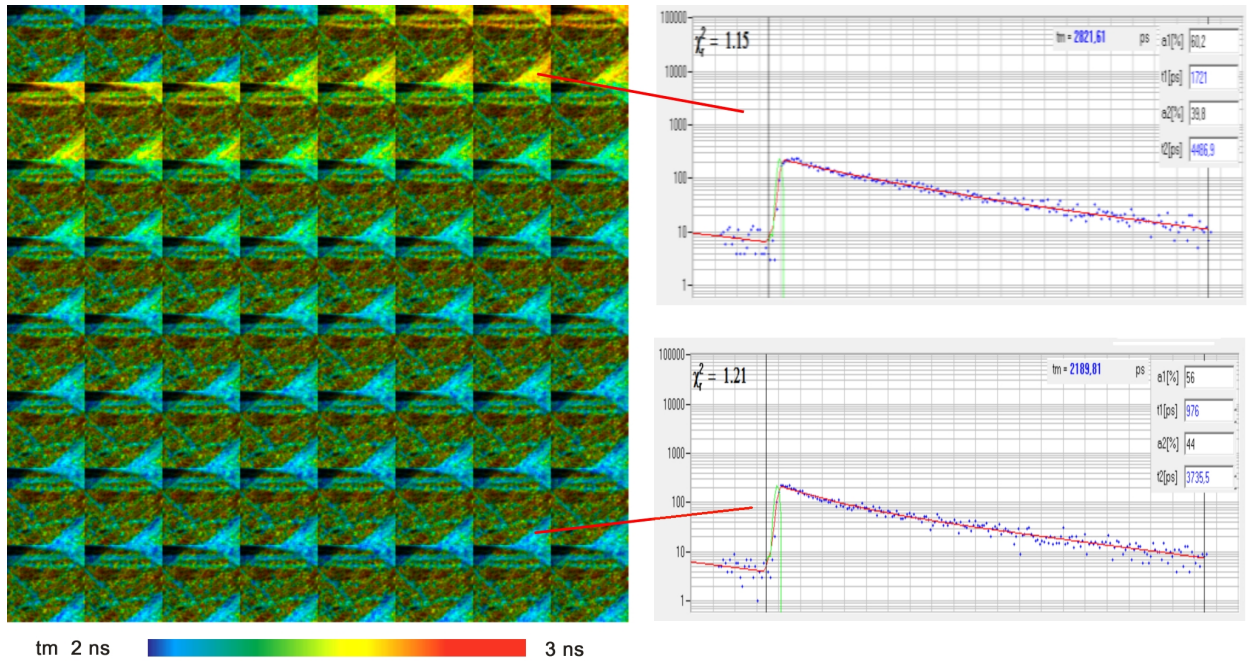 100000
10000
1000
100
10
1
χr² = 1.15
tm = 2821,61 ps
a1[%] 60,2
t1[ps] 1721
a2[%] 39,8
t2[ps] 4486,9
100000
10000
1000
100
10
1
χr² = 1.21
tm = 2189,81 ps
a1[%] 56
t1[ps] 976
a2[%] 44
t2[ps] 3735,5
tm 2 ns 3 ns